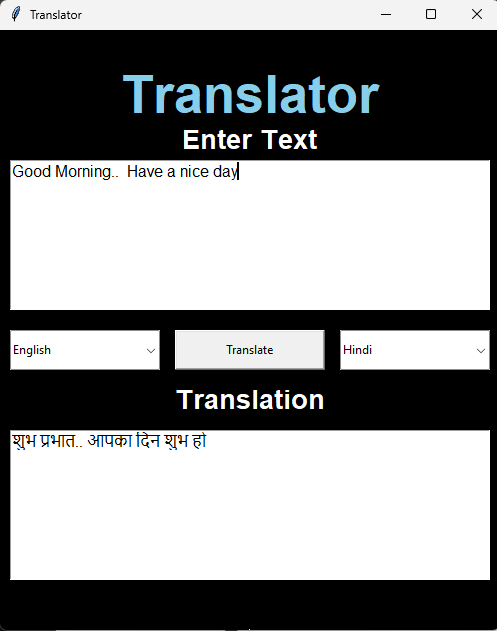 Translator
Translator
Enter Text
Good Morning..  Have a nice day
English
Translate
Hindi
Translation
शुभ प्रभात.. आपका दिन शुभ हो